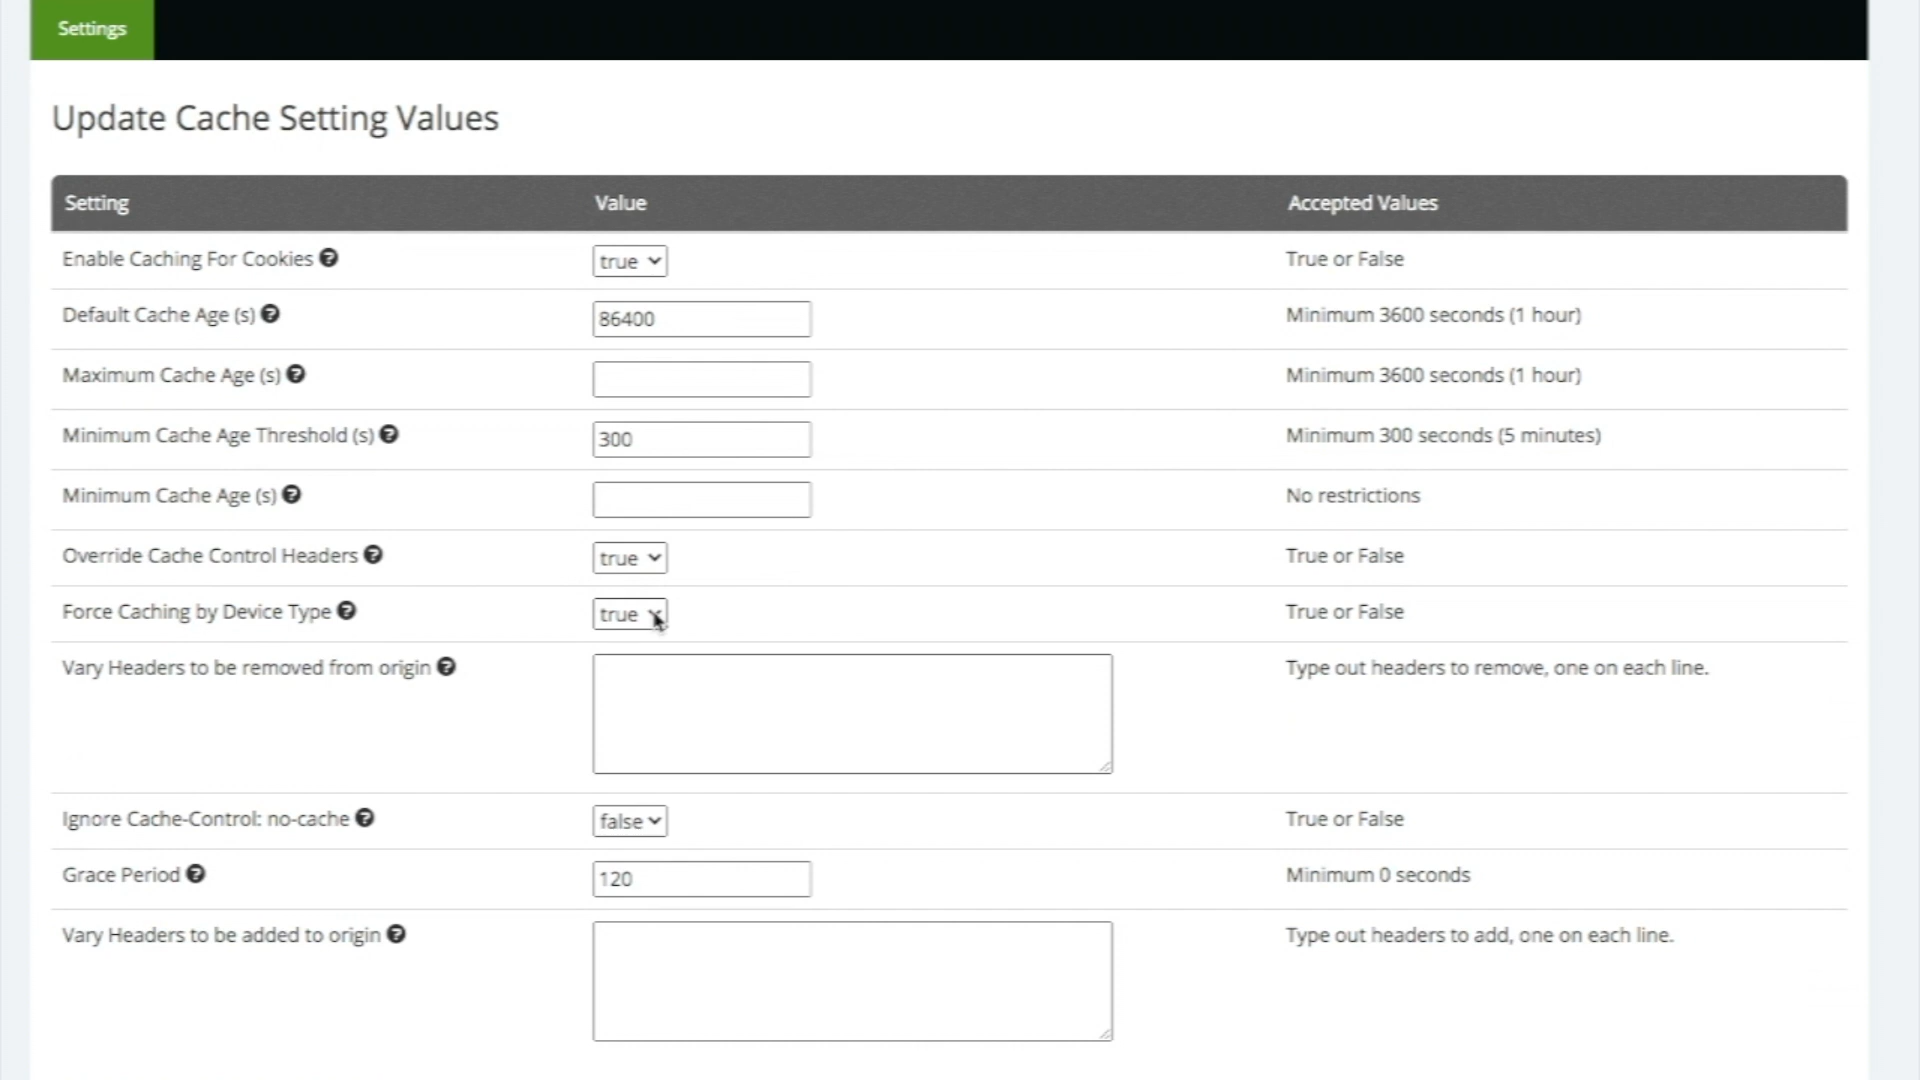 Settings
Update Cache Setting Values
Setting Value Accepted Values
Enable Caching For Cookies true True or False
Default Cache Age (s) 86400 Minimum 3600 seconds (1 hour)
Maximum Cache Age (s) Minimum 3600 seconds (1 hour)
Minimum Cache Age Threshold (s) 300 Minimum 300 seconds (5 minutes)
Minimum Cache Age (s) No restrictions
Override Cache Control Headers true True or False
Force Caching by Device Type true True or False
Vary Headers to be removed from origin Type out headers to remove, one on each line.
Ignore Cache-Control: no-cache false True or False
Grace Period 120 Minimum 0 seconds
Vary Headers to be added to origin Type out headers to add, one on each line.